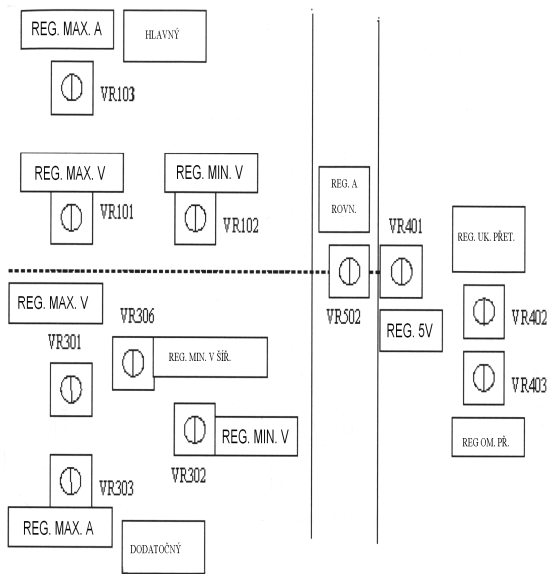 REG. MAX. A
HLAVNÝ
VR103
REG. MAX. V
REG. MIN. V
VR101
VR102
REG. A
ROVN.
VR401
REG. UK. PŘET.
VR502
REG. 5V
VR402
VR403
REG OM. PŘ.
REG. MAX. V
VR306
VR301
REG. MIN. V ŠÍŘ.
REG. MIN. V
VR302
VR303
REG. MAX. A
DODATOČNÝ